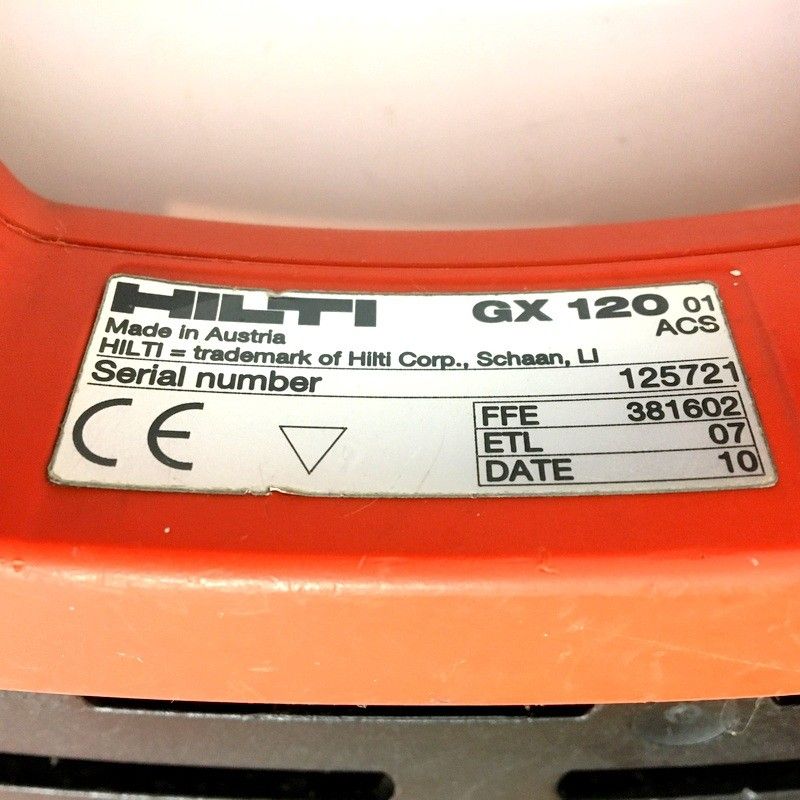 HILTI GX 120 01
Made in Austria ACS
HILTI = trademark of Hilti Corp., Schaan, LI
Serial number 125721
CE
FFE 381602
ETL 07
DATE 10